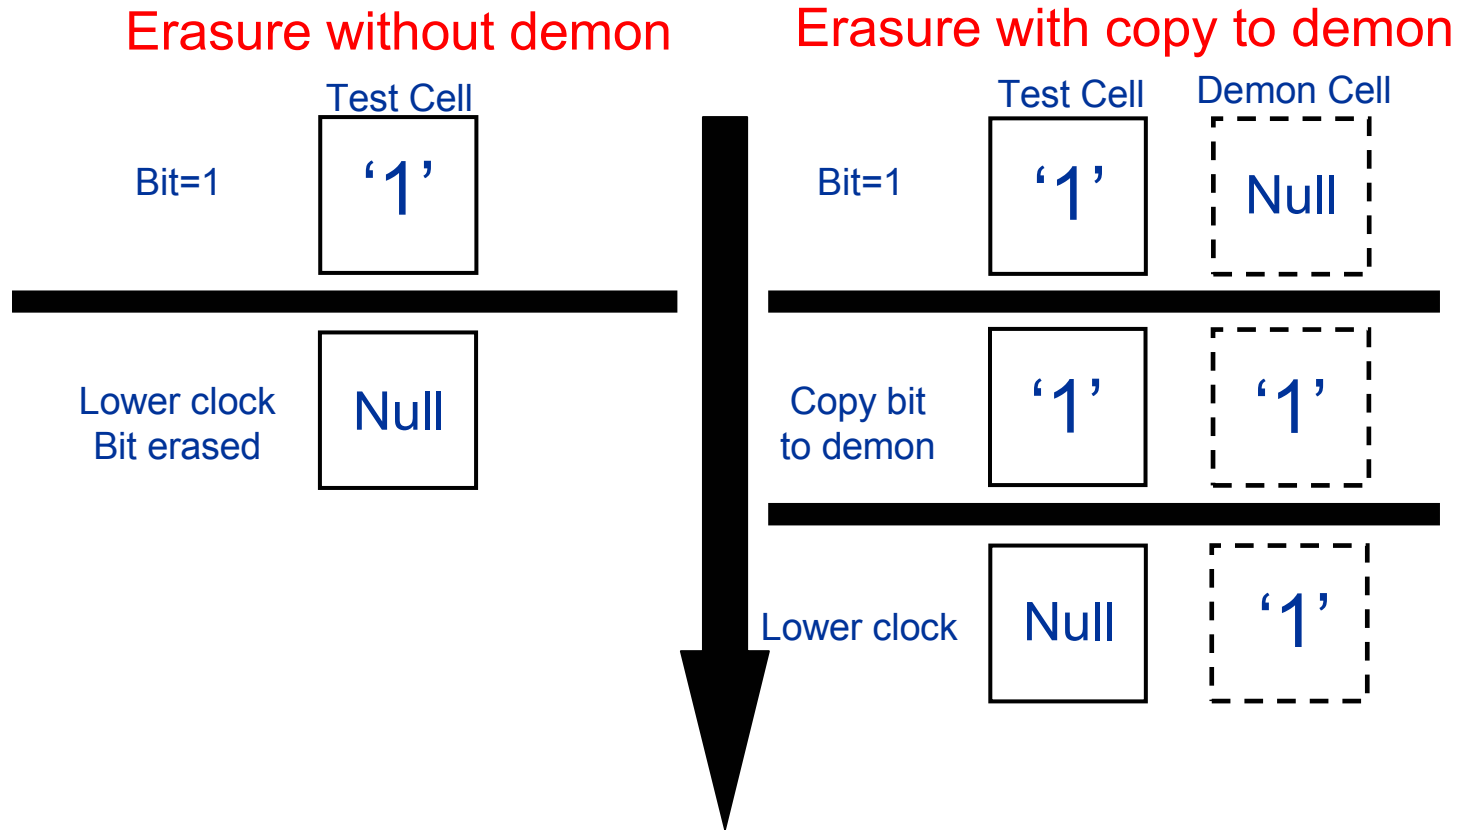 Erasure without demon
Test Cell
Bit=1
‘1’
Lower clock
Bit erased
Null
Erasure with copy to demon
Test Cell
Demon Cell
Bit=1
‘1’
Null
Copy bit
to demon
‘1’
‘1’
Lower clock
Null
‘1’